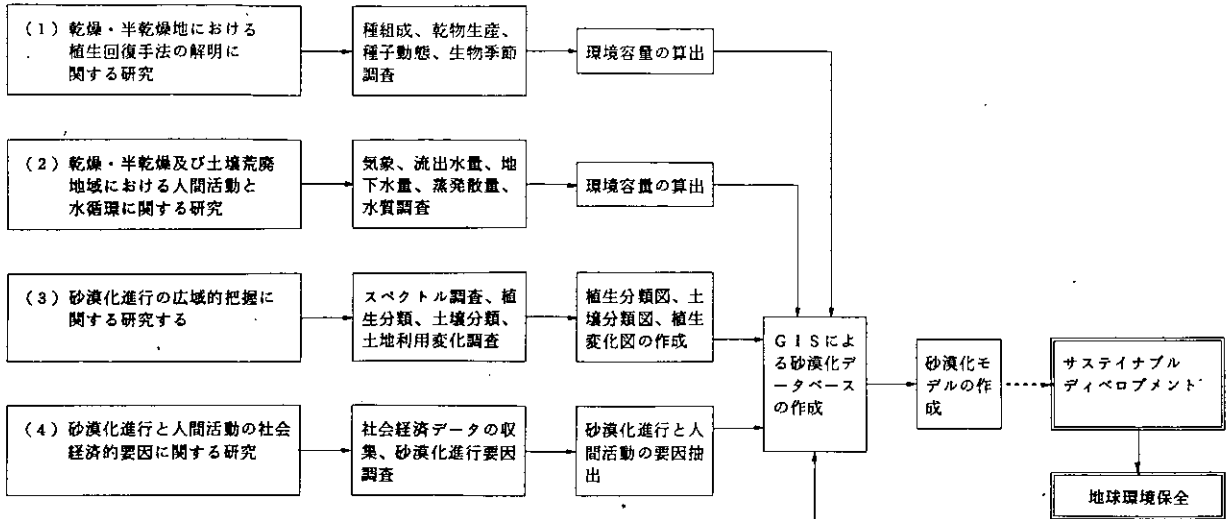 (1) 乾燥・半乾燥地における
植生回復手法の解明に
関する研究
種組成、乾物生産、
種子動態、生物季節
調査
環境容量の算出
(2) 乾燥・半乾燥及び土壌荒廃
地域における人間活動と
水循環に関する研究
気象、流出水量、地
下水量、蒸発散量、
水質調査
環境容量の算出
(3) 砂漠化進行の広域的把握に
関する研究する
スペクトル調査、植
生分類、土壌分類、
土地利用変化調査
植生分類図、土
壌分類図、植生
変化図の作成
(4) 砂漠化進行と人間活動の社会
経済的要因に関する研究
社会経済データの収
集、砂漠化進行要因
調査
砂漠化進行と人
間活動の要因抽
出
GISによ
る砂漠化デ
ータベース
の作成
砂漠化モ
デルの作
成
サステイナブル
ディベロプメント
地球環境保全